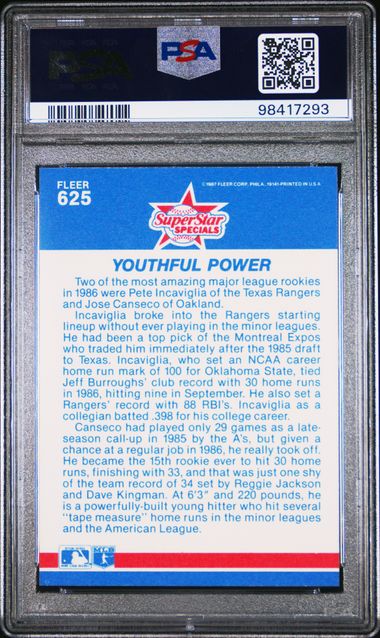 PSA
PSA
98417293
FLEER
625
©1987 FLEER CORP., PHILA., 19141-PRINTED IN U.S.A.
SuperStar
SPECIALS
YOUTHFUL POWER
Two of the most amazing major league rookies
in 1986 were Pete Incaviglia of the Texas Rangers
and Jose Canseco of Oakland.
Incaviglia broke into the Rangers starting
lineup without ever playing in the minor leagues.
He had been a top pick of the Montreal Expos
who traded him immediately after the 1985 draft
to Texas. Incaviglia, who set an NCAA career
home run mark of 100 for Oklahoma State, tied
Jeff Burroughs' club record with 30 home runs
in 1986, hitting nine in September. He also set a
Rangers' record with 88 RBI's. Incaviglia as a
collegian batted .398 for his college career.
Canseco had played only 29 games as a late-
season call-up in 1985 by the A's, but given a
chance at a regular job in 1986, he really took off.
He became the 15th rookie ever to hit 30 home
runs, finishing with 33, and that was just one shy
of the team record of 34 set by Reggie Jackson
and Dave Kingman. At 6'3" and 220 pounds, he
is a powerfully-built young hitter who hit several
"tape measure" home runs in the minor leagues
and the American League.